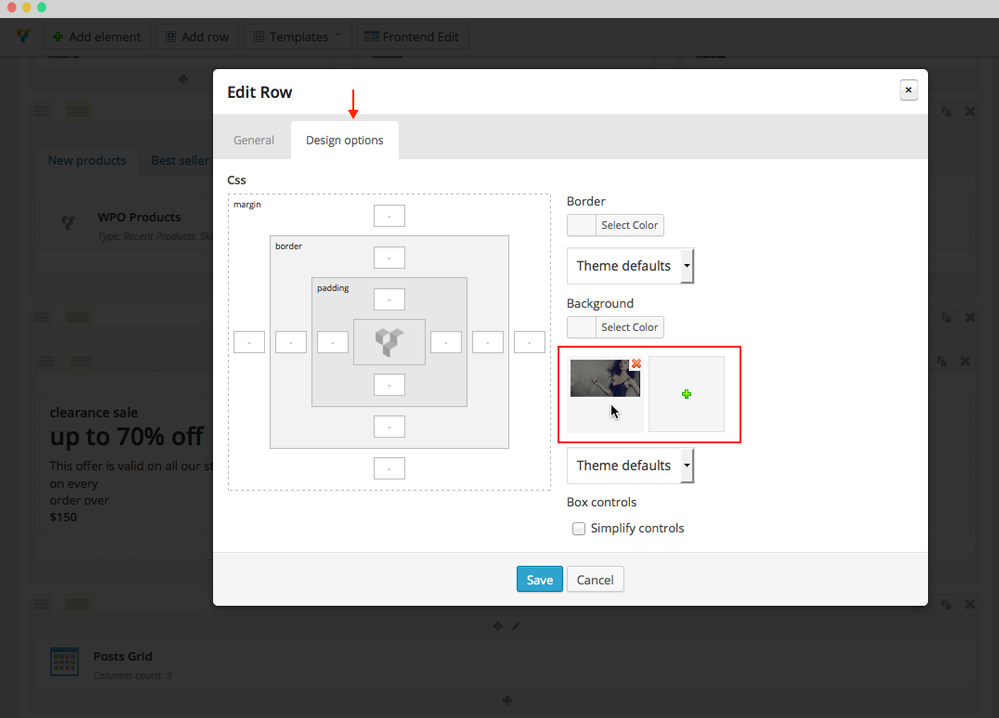 Add element
Add row
Templates
Frontend Edit
Edit Row
General
Design options
New products
Best seller
Css
margin
border
padding
Border
Select Color
Theme defaults
Background
Select Color
Theme defaults
Box controls
Simplify controls
WPO Products
Type: Recent Products
clearance sale
up to 70% off
This offer is valid on all our
on every
order over
$150
Save
Cancel
Posts Grid
Columns count: 3